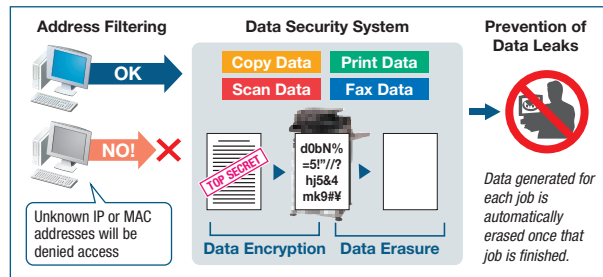 Address Filtering
OK
NO!
Unknown IP or MAC
addresses will be
denied access
Data Security System
Copy Data
Print Data
Scan Data
Fax Data
TOP SECRET
d0bN%
=5!"//?
hj5&4
mk9#¥
Data Encryption
Data Erasure
Prevention of
Data Leaks
Data generated for
each job is
automatically
erased once that
job is finished.